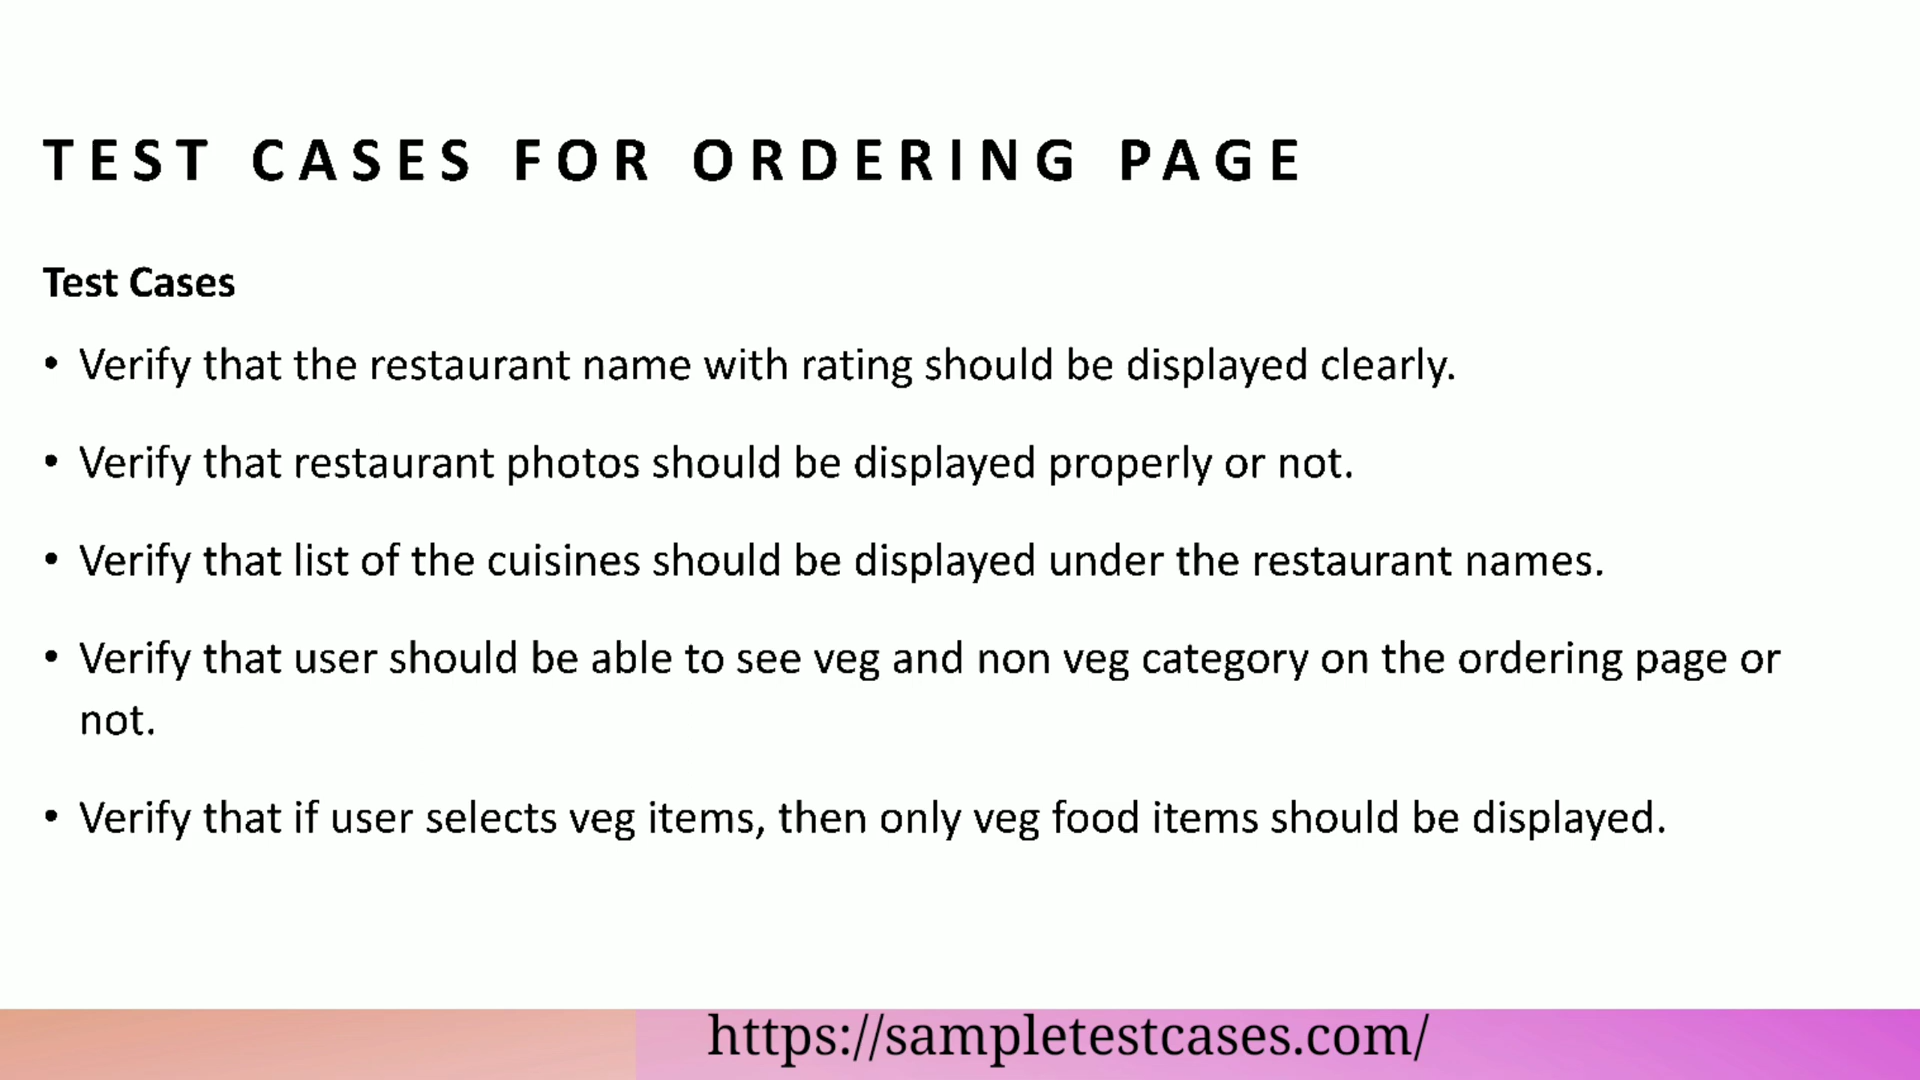 TEST CASES FOR ORDERING PAGE
Test Cases
• Verify that the restaurant name with rating should be displayed clearly.
• Verify that restaurant photos should be displayed properly or not.
• Verify that list of the cuisines should be displayed under the restaurant names.
• Verify that user should be able to see veg and non veg category on the ordering page or
not.
• Verify that if user selects veg items, then only veg food items should be displayed.
https://sampletestcases.com/